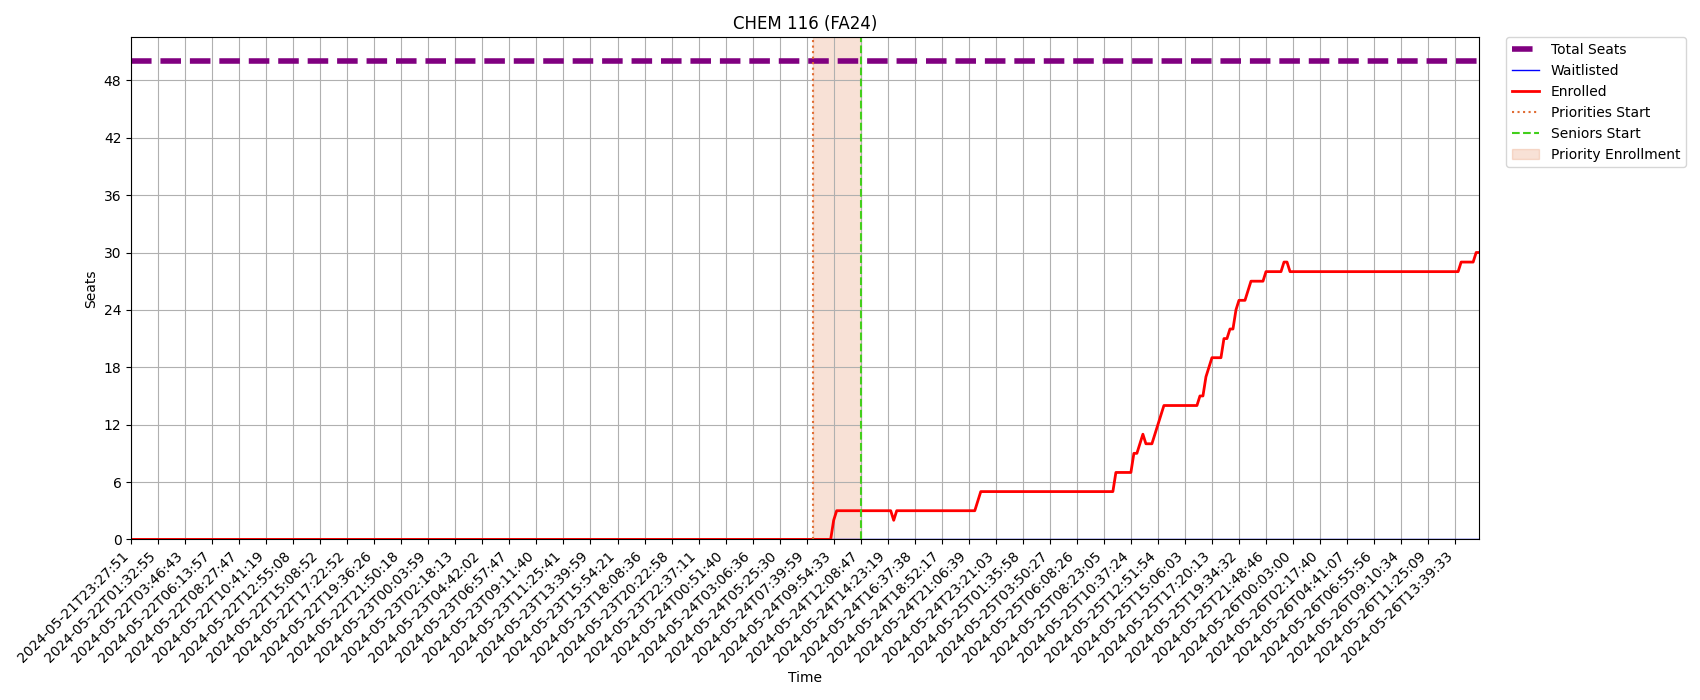 CHEM 116 (FA24)
Total Seats
Waitlisted
Enrolled
Priorities Start
Seniors Start
Priority Enrollment
Seats
48
42
36
30
24
18
12
6
0
2024-05-21T23:27:51
2024-05-22T01:32:55
2024-05-22T03:46:43
2024-05-22T06:13:57
2024-05-22T08:27:47
2024-05-22T10:41:19
2024-05-22T12:55:08
2024-05-22T15:08:52
2024-05-22T17:22:52
2024-05-22T19:36:26
2024-05-22T21:50:18
2024-05-23T00:03:59
2024-05-23T02:18:13
2024-05-23T04:42:02
2024-05-23T06:57:47
2024-05-23T09:11:40
2024-05-23T11:25:41
2024-05-23T13:39:59
2024-05-23T15:54:21
2024-05-23T18:08:36
2024-05-23T20:22:58
2024-05-23T22:37:11
2024-05-24T00:51:40
2024-05-24T03:06:36
2024-05-24T05:25:30
2024-05-24T07:39:59
2024-05-24T09:54:33
2024-05-24T12:08:47
2024-05-24T14:23:19
2024-05-24T16:37:38
2024-05-24T18:52:17
2024-05-24T21:06:39
2024-05-24T23:21:03
2024-05-25T01:35:58
2024-05-25T03:50:27
2024-05-25T06:08:26
2024-05-25T08:23:05
2024-05-25T10:37:24
2024-05-25T12:51:54
2024-05-25T15:06:03
2024-05-25T17:20:13
2024-05-25T19:34:32
2024-05-25T21:48:46
2024-05-26T00:03:00
2024-05-26T02:17:40
2024-05-26T04:41:07
2024-05-26T06:55:56
2024-05-26T09:10:34
2024-05-26T11:25:09
2024-05-26T13:39:33
Time